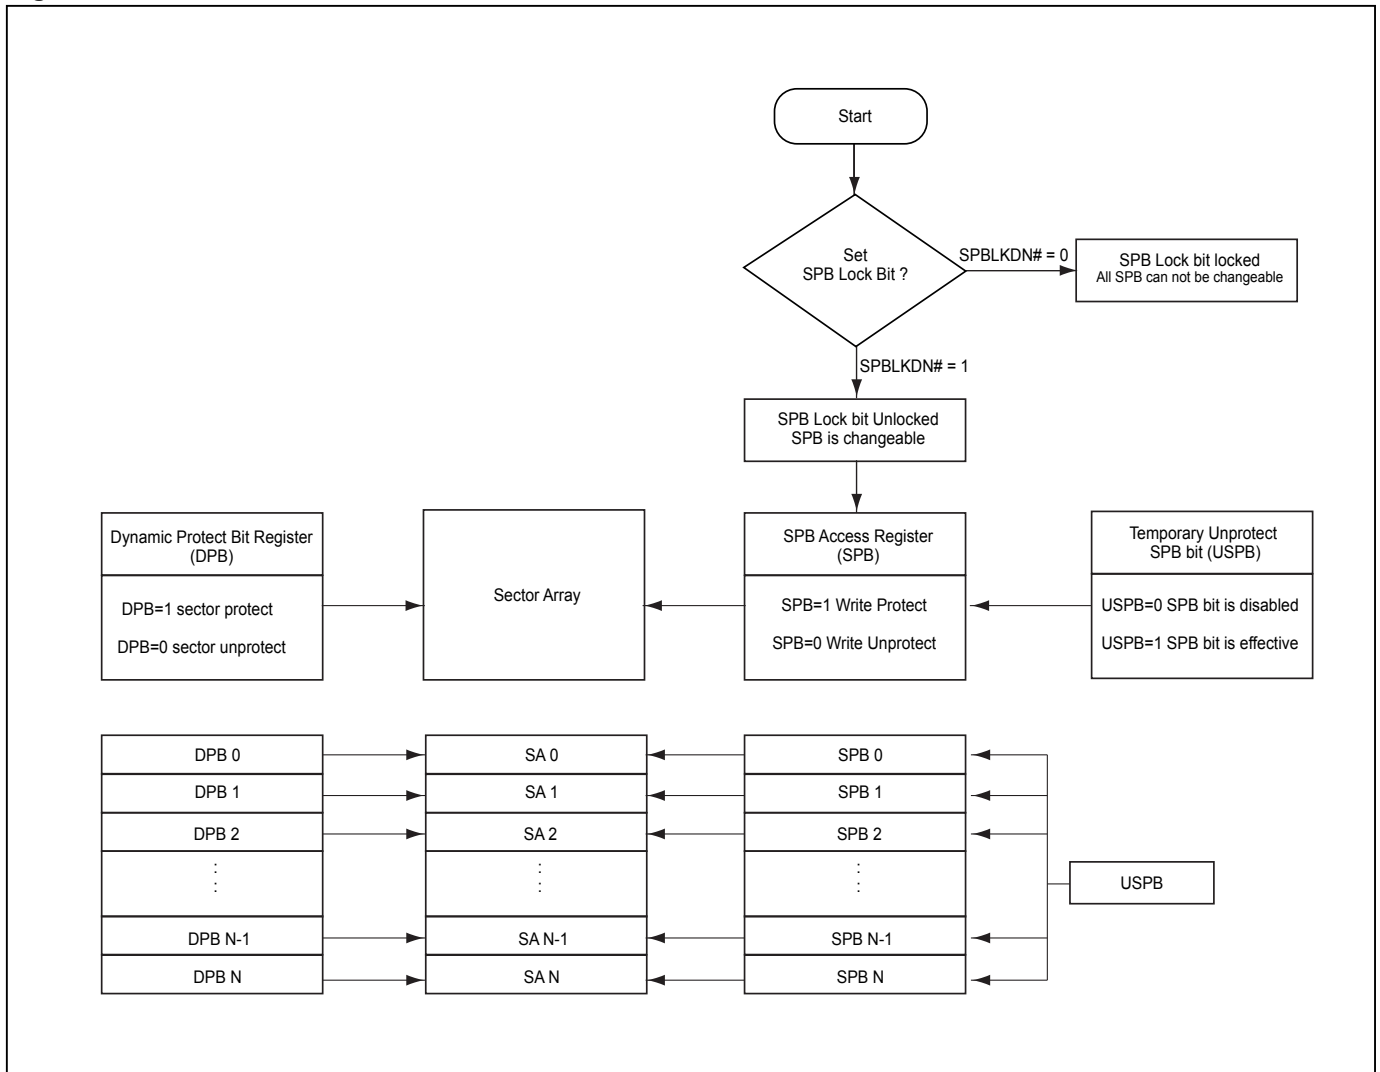 Start
Set
SPB Lock Bit ?
SPBLKDN# = 0
SPB Lock bit locked
All SPB can not be changeable
SPBLKDN# = 1
SPB Lock bit Unlocked
SPB is changeable
Dynamic Protect Bit Register
(DPB)
DPB=1 sector protect
DPB=0 sector unprotect
Sector Array
SPB Access Register
(SPB)
SPB=1 Write Protect
SPB=0 Write Unprotect
Temporary Unprotect
SPB bit (USPB)
USPB=0 SPB bit is disabled
USPB=1 SPB bit is effective
DPB 0
SA 0
SPB 0
DPB 1
SA 1
SPB 1
DPB 2
SA 2
SPB 2
: :
: :
: :
USPB
DPB N-1
SA N-1
SPB N-1
DPB N
SA N
SPB N